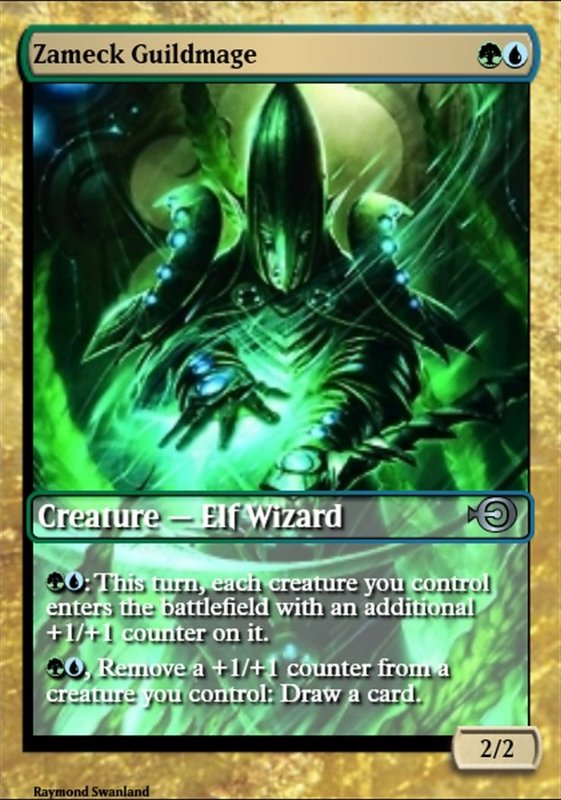 Zameck Guildmage
Creature — Elf Wizard
: This turn, each creature you control
enters the battlefield with an additional
+1/+1 counter on it.
, Remove a +1/+1 counter from a
creature you control: Draw a card.
2/2
Raymond Swanland